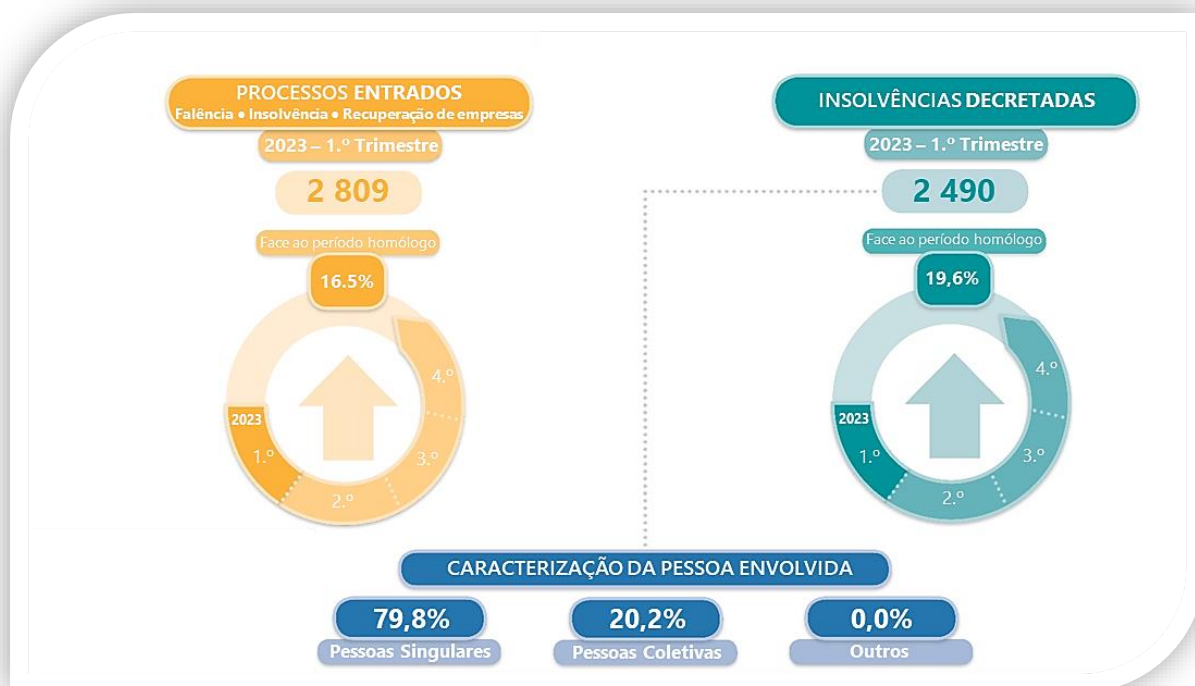 PROCESSOS ENTRADOS
Falência • Insolvência • Recuperação de empresas
2023 – 1.º Trimestre
2 809
Face ao período homólogo
16.5%
4.º
2023
1.º
3.º
2.º
INSOLVÊNCIAS DECRETADAS
2023 – 1.º Trimestre
2 490
Face ao período homólogo
19,6%
4.º
2023
1.º
3.º
2.º
CARACTERIZAÇÃO DA PESSOA ENVOLVIDA
79,8%
Pessoas Singulares
20,2%
Pessoas Coletivas
0,0%
Outros